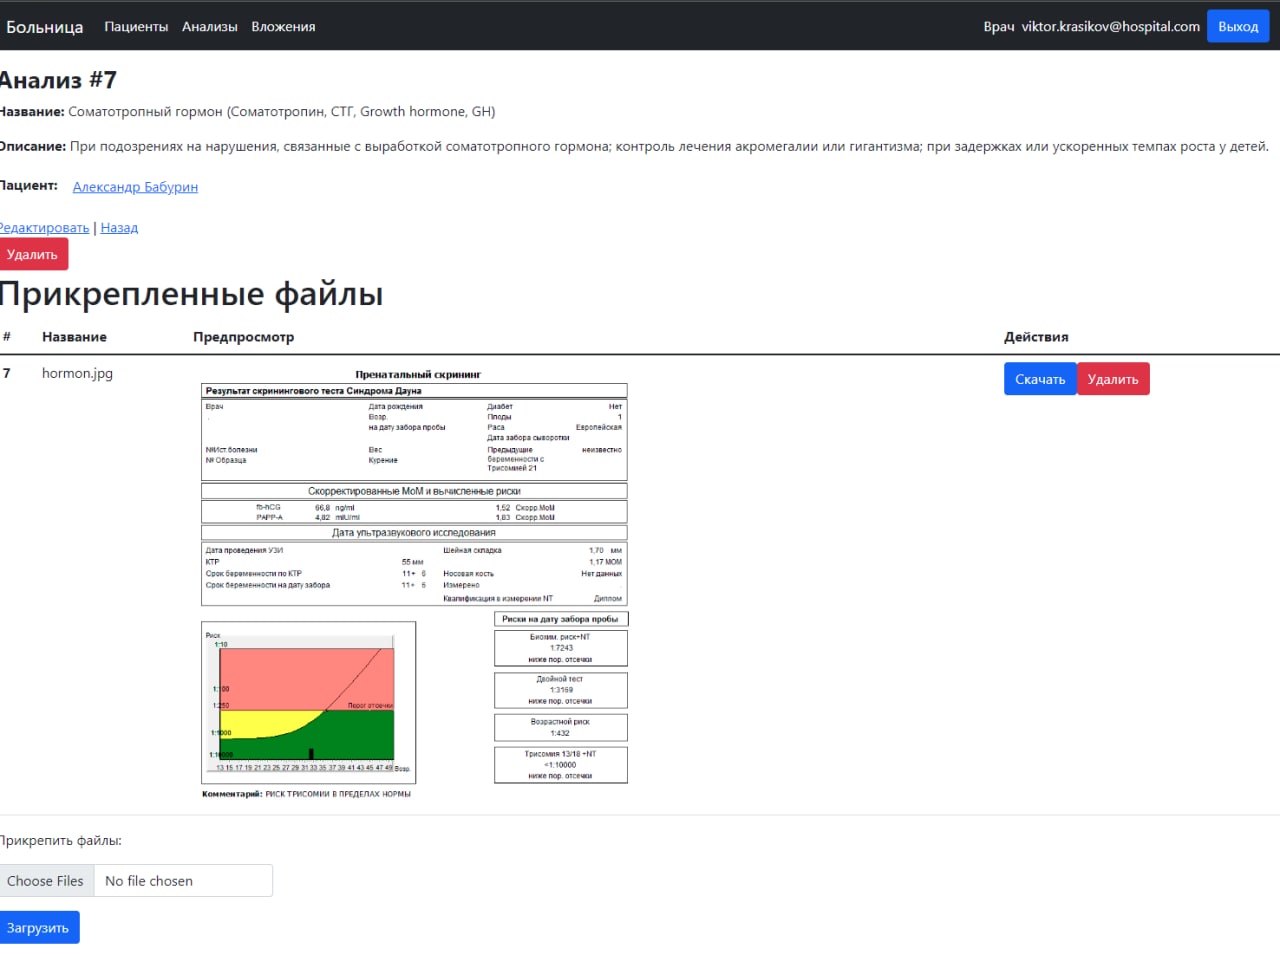 Больница Пациенты Анализы Вложения Врач viktor.krasikov@hospital.com Выход
Анализ #7
Название: Соматотропный гормон (Соматотропин, СТГ, Growth hormone, GH)
Описание: При подозрениях на нарушения, связанные с выработкой соматотропного гормона; контроль лечения акромегалии или гигантизма; при задержках или ускоренных темпах роста у детей.
Пациент: Александр Бабурин
Редактировать | Назад
Удалить
Прикрепленные файлы
# Название Предпросмотр Действия
7 hormon.jpg Скачать Удалить
Пренатальный скрининг
Результат скринингового теста Синдрома Дауна
Врач Дата рождения Диабет Нет
Возр. Плоды 1
на дату забора пробы Раса Европейская
Дата забора сыворотки
№Ист.болезни Вес Предыдущие неизвестно
№ Образца Курение беременности с
Трисомией 21
Скорректированные МоМ и вычисленные риски
fb-hCG 66,8 ng/ml 1,52 Скорр.МоМ
PAPP-A 4,82 mIU/ml 1,83 Скорр.МоМ
Дата ультразвукового исследования
Дата проведения УЗИ Шейная складка 1,70 мм
КТР 55 мм 1,17 МОМ
Срок беременности по КТР 11+ 6 Носовая кость Нет данных
Срок беременности на дату забора 11+ 6 Измерено
Квалификация в измерении NT Диплом
Риски на дату забора пробы
Биохим. риск+NT
1:7243
ниже пор. отсечки
Двойной тест
1:3169
ниже пор. отсечки
Возрастной риск
1:432
Трисомия 13/18 +NT
<1:10000
ниже пор. отсечки
Риск
1:10
1:100
1:250 Порог отсечки
1:1000
1:10000
13 15 17 19 21 23 25 27 29 31 33 35 37 39 41 43 45 47 49 Возр.
Комментарий: РИСК ТРИСОМИИ В ПРЕДЕЛАХ НОРМЫ
Прикрепить файлы:
Choose Files No file chosen
Загрузить